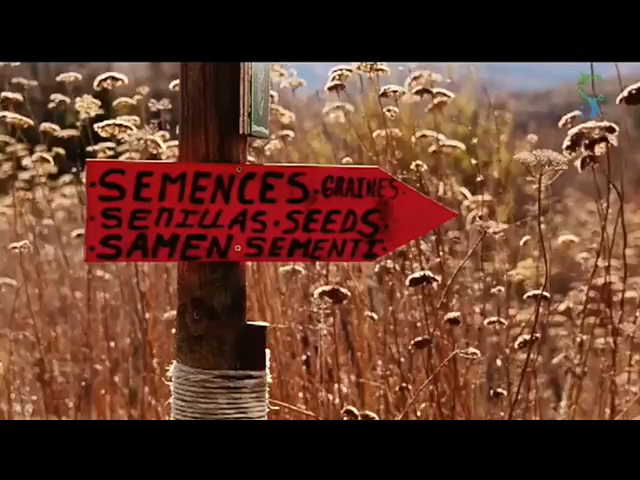 • SEMENCES • GRAINES •
• SEMILLAS • SEEDS •
• SAMEN • SEMENTI •